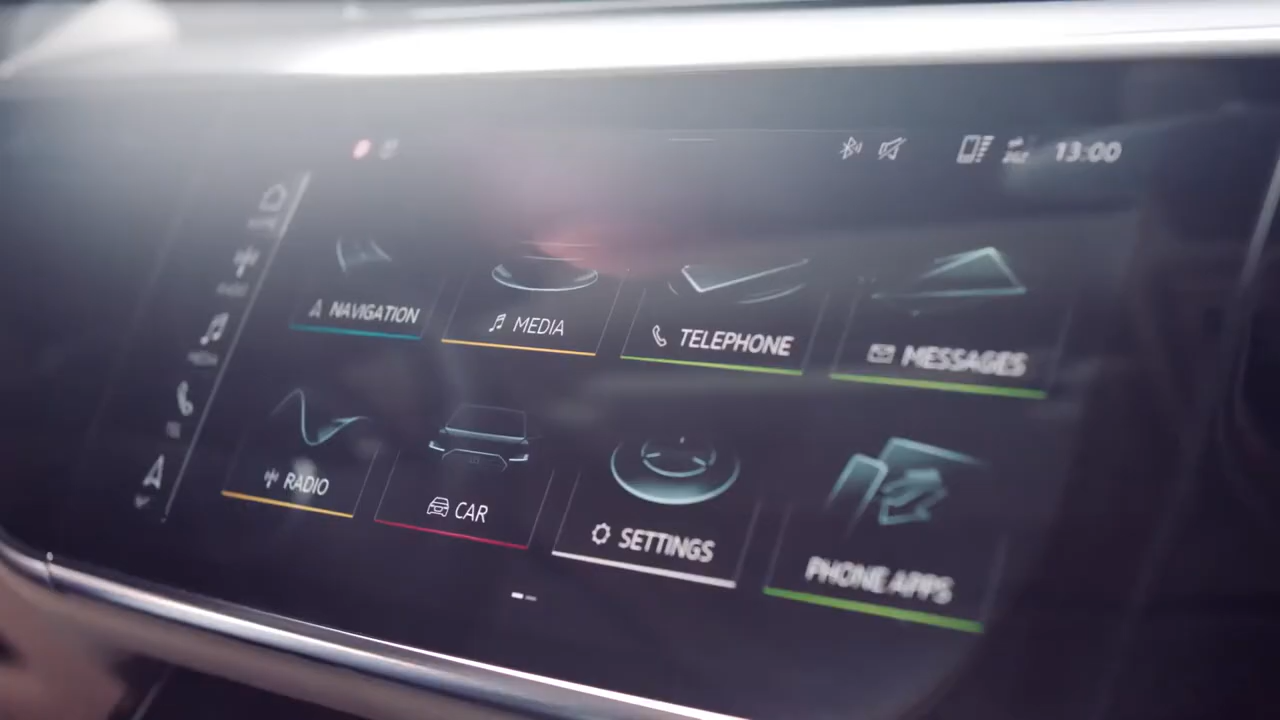 13:00
NAVIGATION
MEDIA
TELEPHONE
MESSAGES
RADIO
CAR
SETTINGS
PHONE APPS